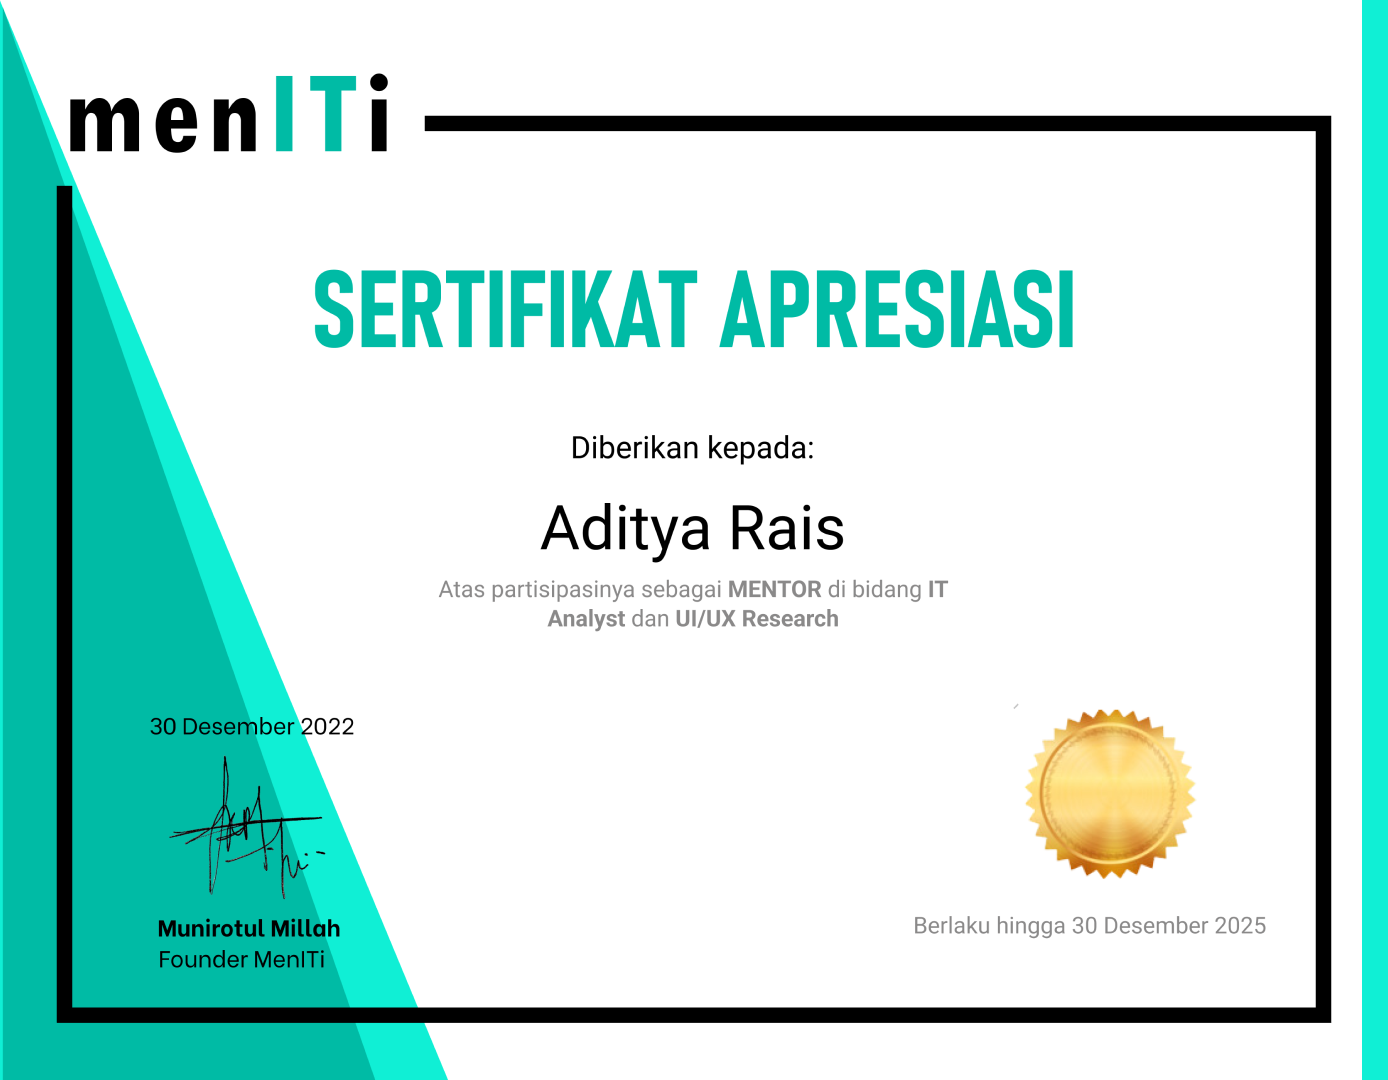 menITi
SERTIFIKAT APRESIASI
Diberikan kepada:
Aditya Rais
Atas partisipasinya sebagai MENTOR di bidang IT
Analyst dan UI/UX Research
30 Desember 2022
Munirotul Millah
Founder MenITi
Berlaku hingga 30 Desember 2025